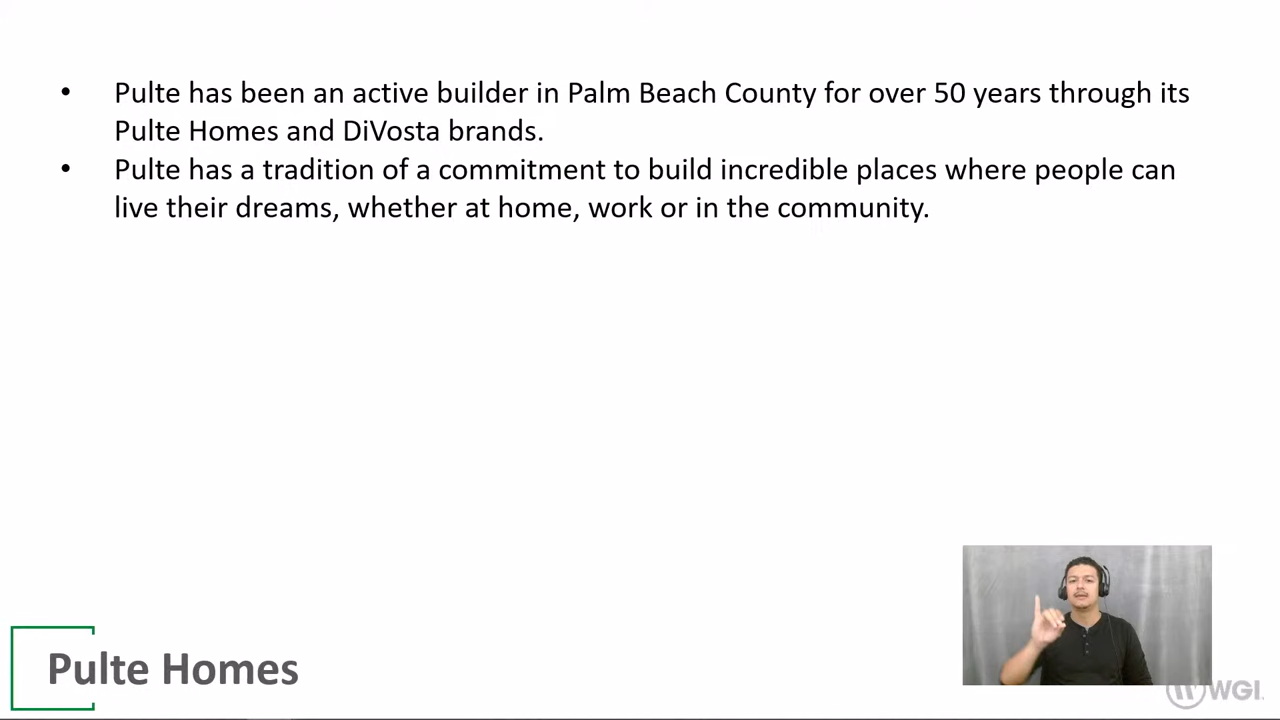 • Pulte has been an active builder in Palm Beach County for over 50 years through its
Pulte Homes and DiVosta brands.
• Pulte has a tradition of a commitment to build incredible places where people can
live their dreams, whether at home, work or in the community.
Pulte Homes
WGI.